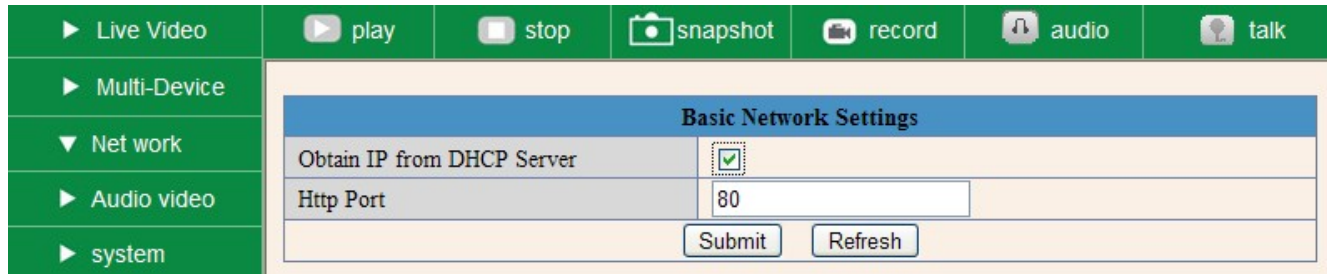 Live Video play stop snapshot record audio talk
Multi-Device
Basic Network Settings
Net work
Obtain IP from DHCP Server
Audio video
Http Port 80
Submit Refresh
system